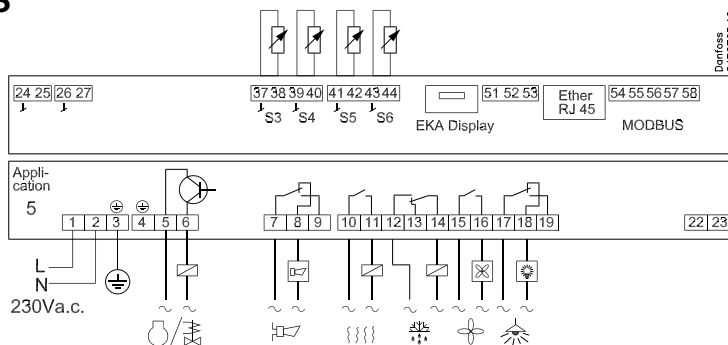 Danfoss
24 25 26 27 37 38 39 40 41 42 43 44 51 52 53 54 55 56 57 58
S3 S4 S5 S6
Ether
RJ 45
EKA Display
MODBUS
Appli-
cation
5
1 2 3 4 5 6 7 8 9 10 11 12 13 14 15 16 17 18 19 22 23
L
N
230Va.c.